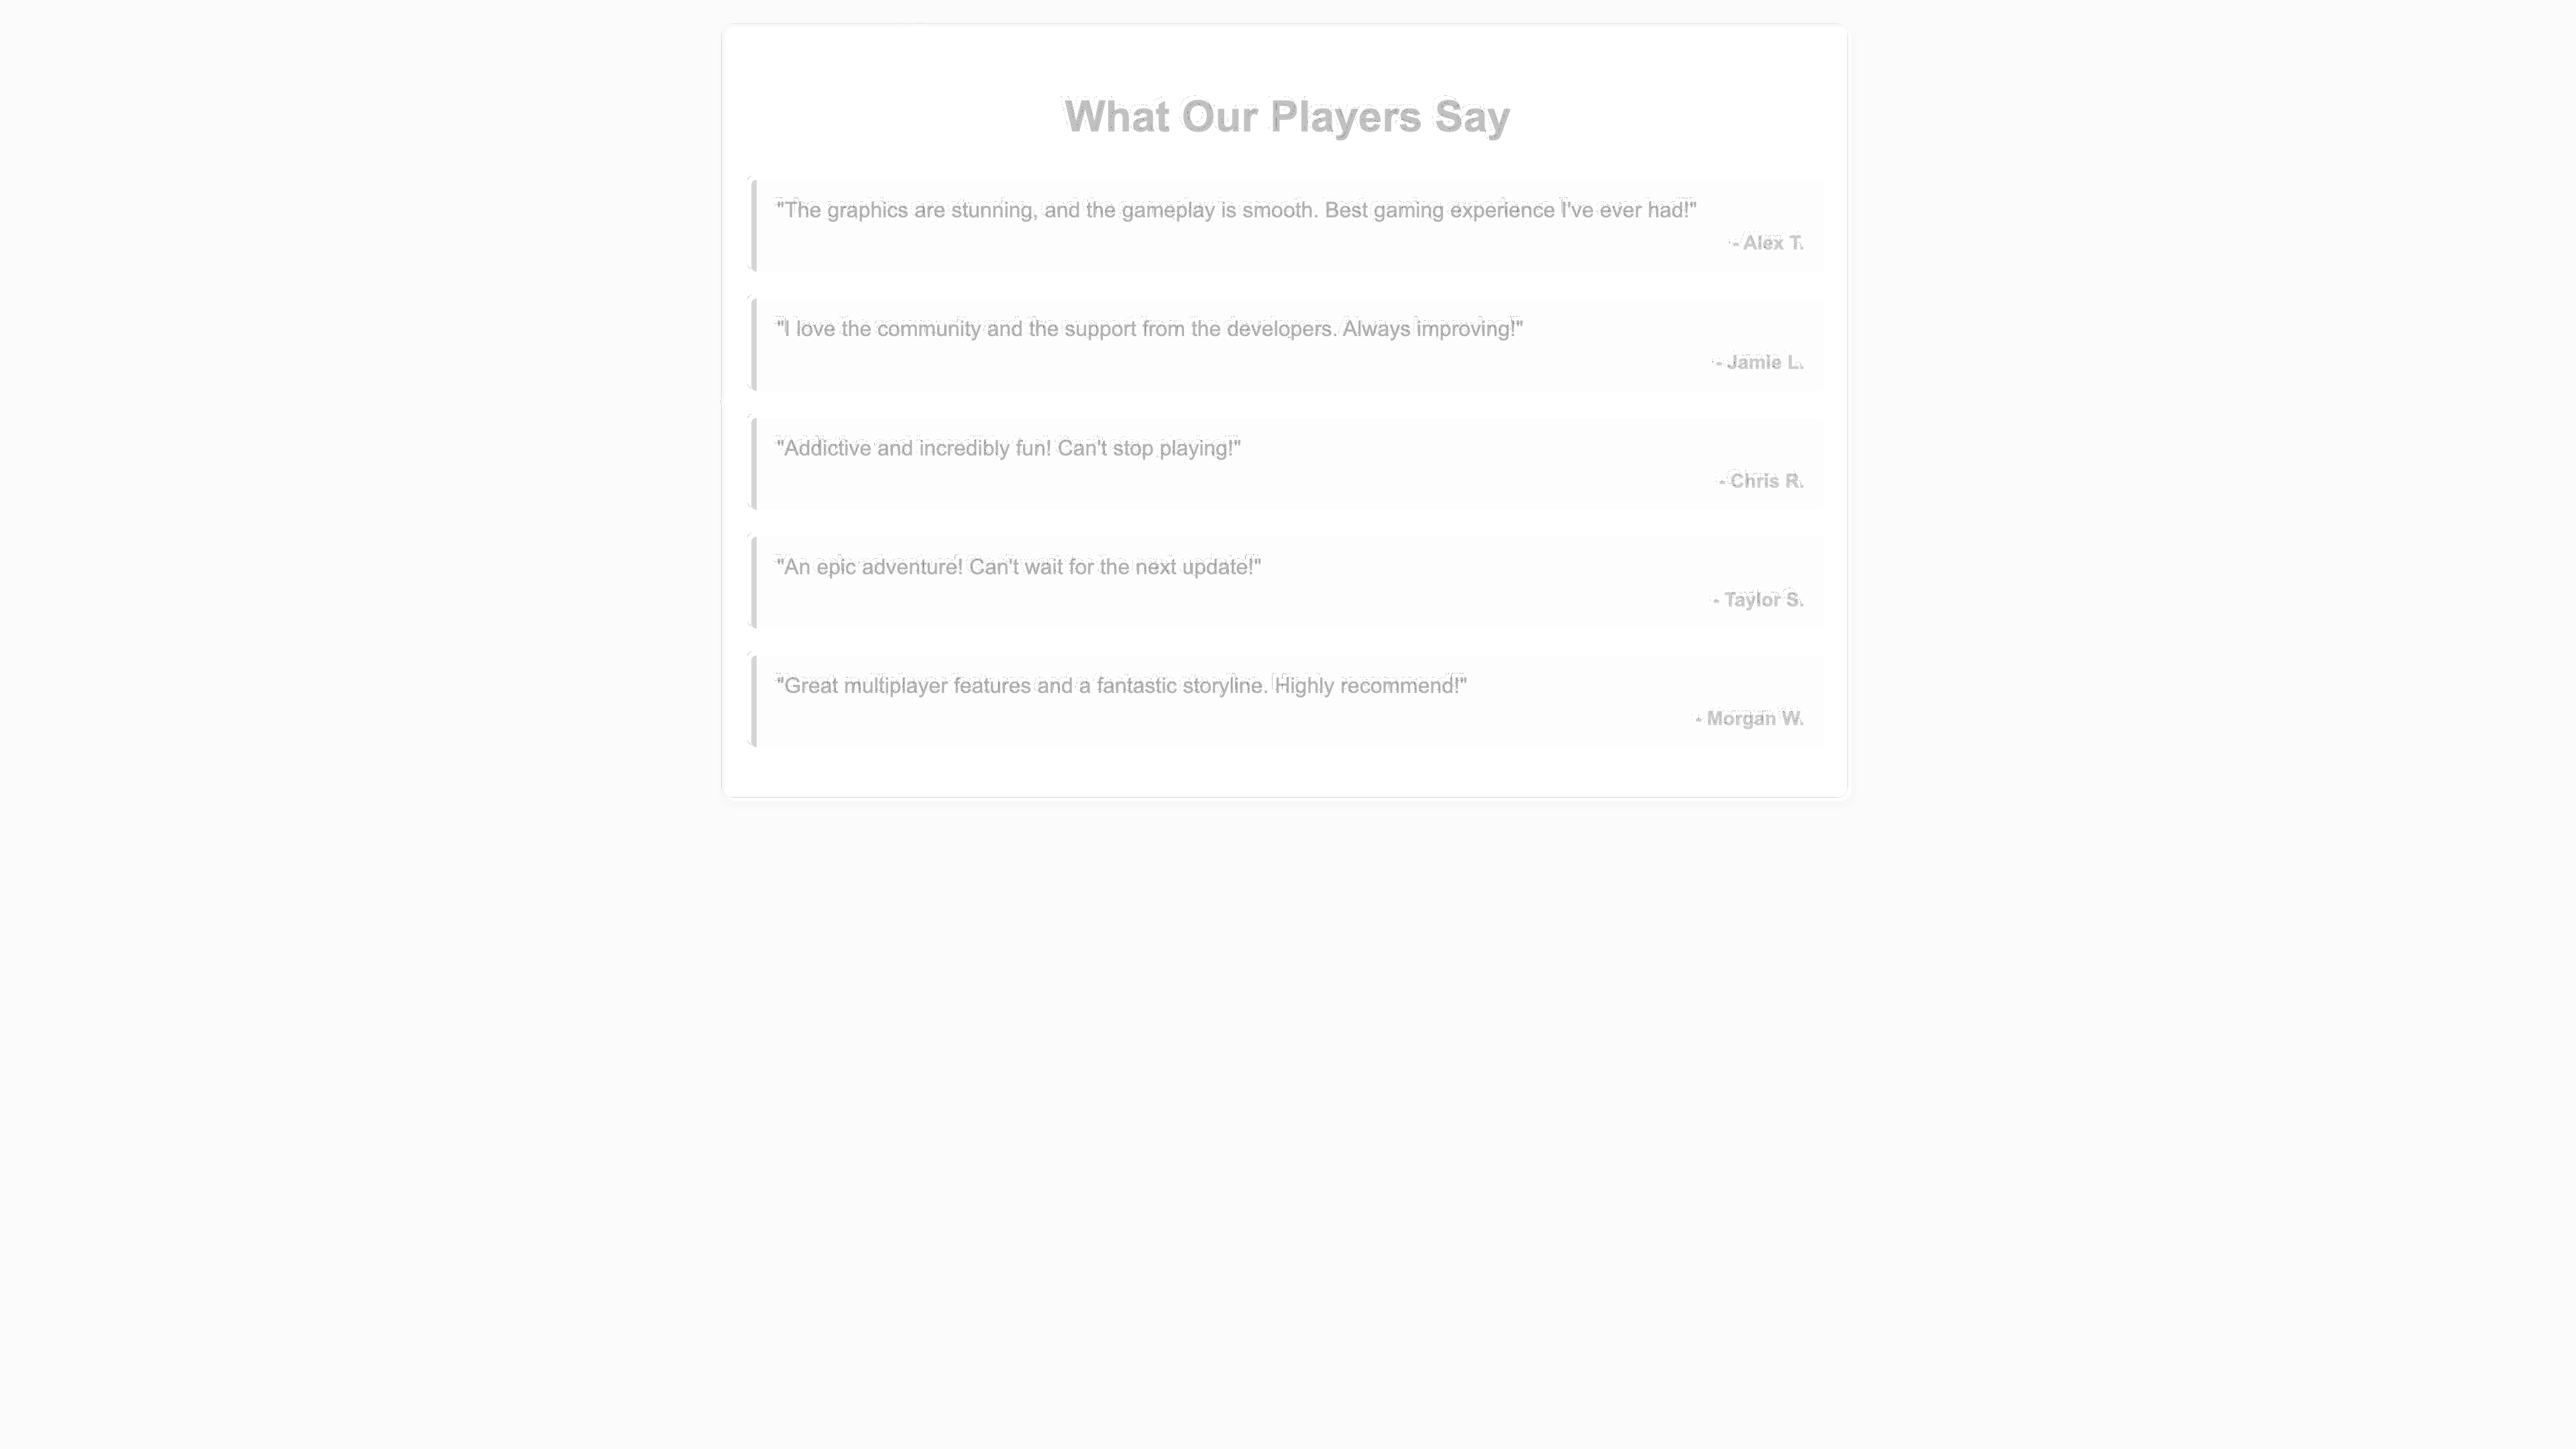 What Our Players Say
"The graphics are stunning, and the gameplay is smooth. Best gaming experience I've ever had!"
- Alex T.
"I love the community and the support from the developers. Always improving!"
- Jamie L.
"Addictive and incredibly fun! Can't stop playing!"
- Chris R.
"An epic adventure! Can't wait for the next update!"
- Taylor S.
"Great multiplayer features and a fantastic storyline. Highly recommend!"
- Morgan W.